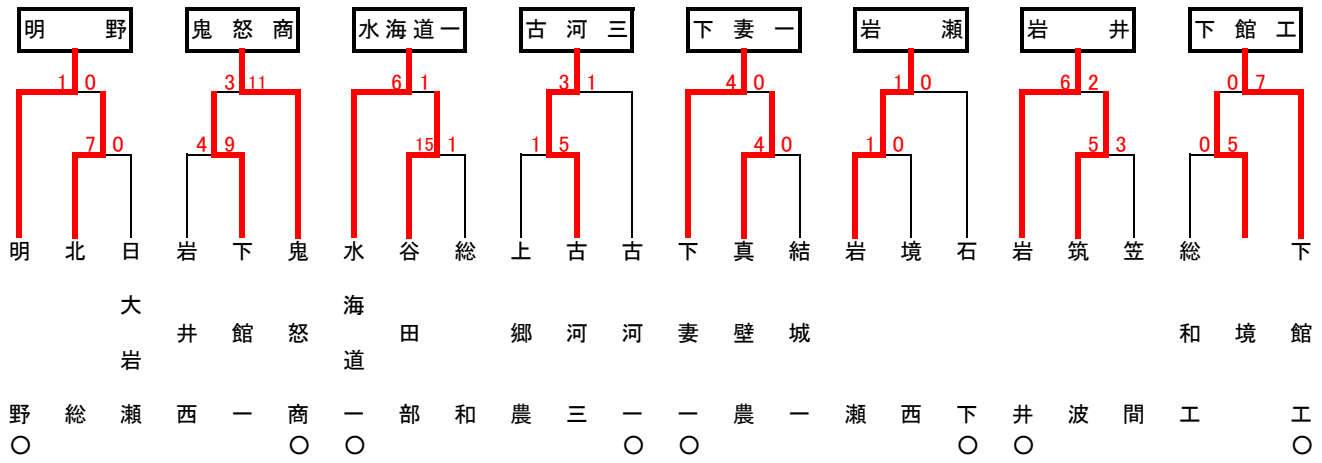 明野 鬼怒商 水海道一 古河三 下妻一 岩瀬 岩井 下館工
1 0 3 11 6 1 3 1 4 0 1 0 6 2 0 7
7 0 4 9 15 1 1 5 4 0 1 0 5 3 0 5
明野
北総
日大岩瀬
岩井西
下館一
鬼怒商
水海道一
谷田部
総和
上郷農
古河三
古河一
下妻一
真壁農
結城一
岩瀬
境西
石下
岩井
筑波
笠間
総和工
境
下館工
○ ○ ○ ○ ○ ○ ○ ○